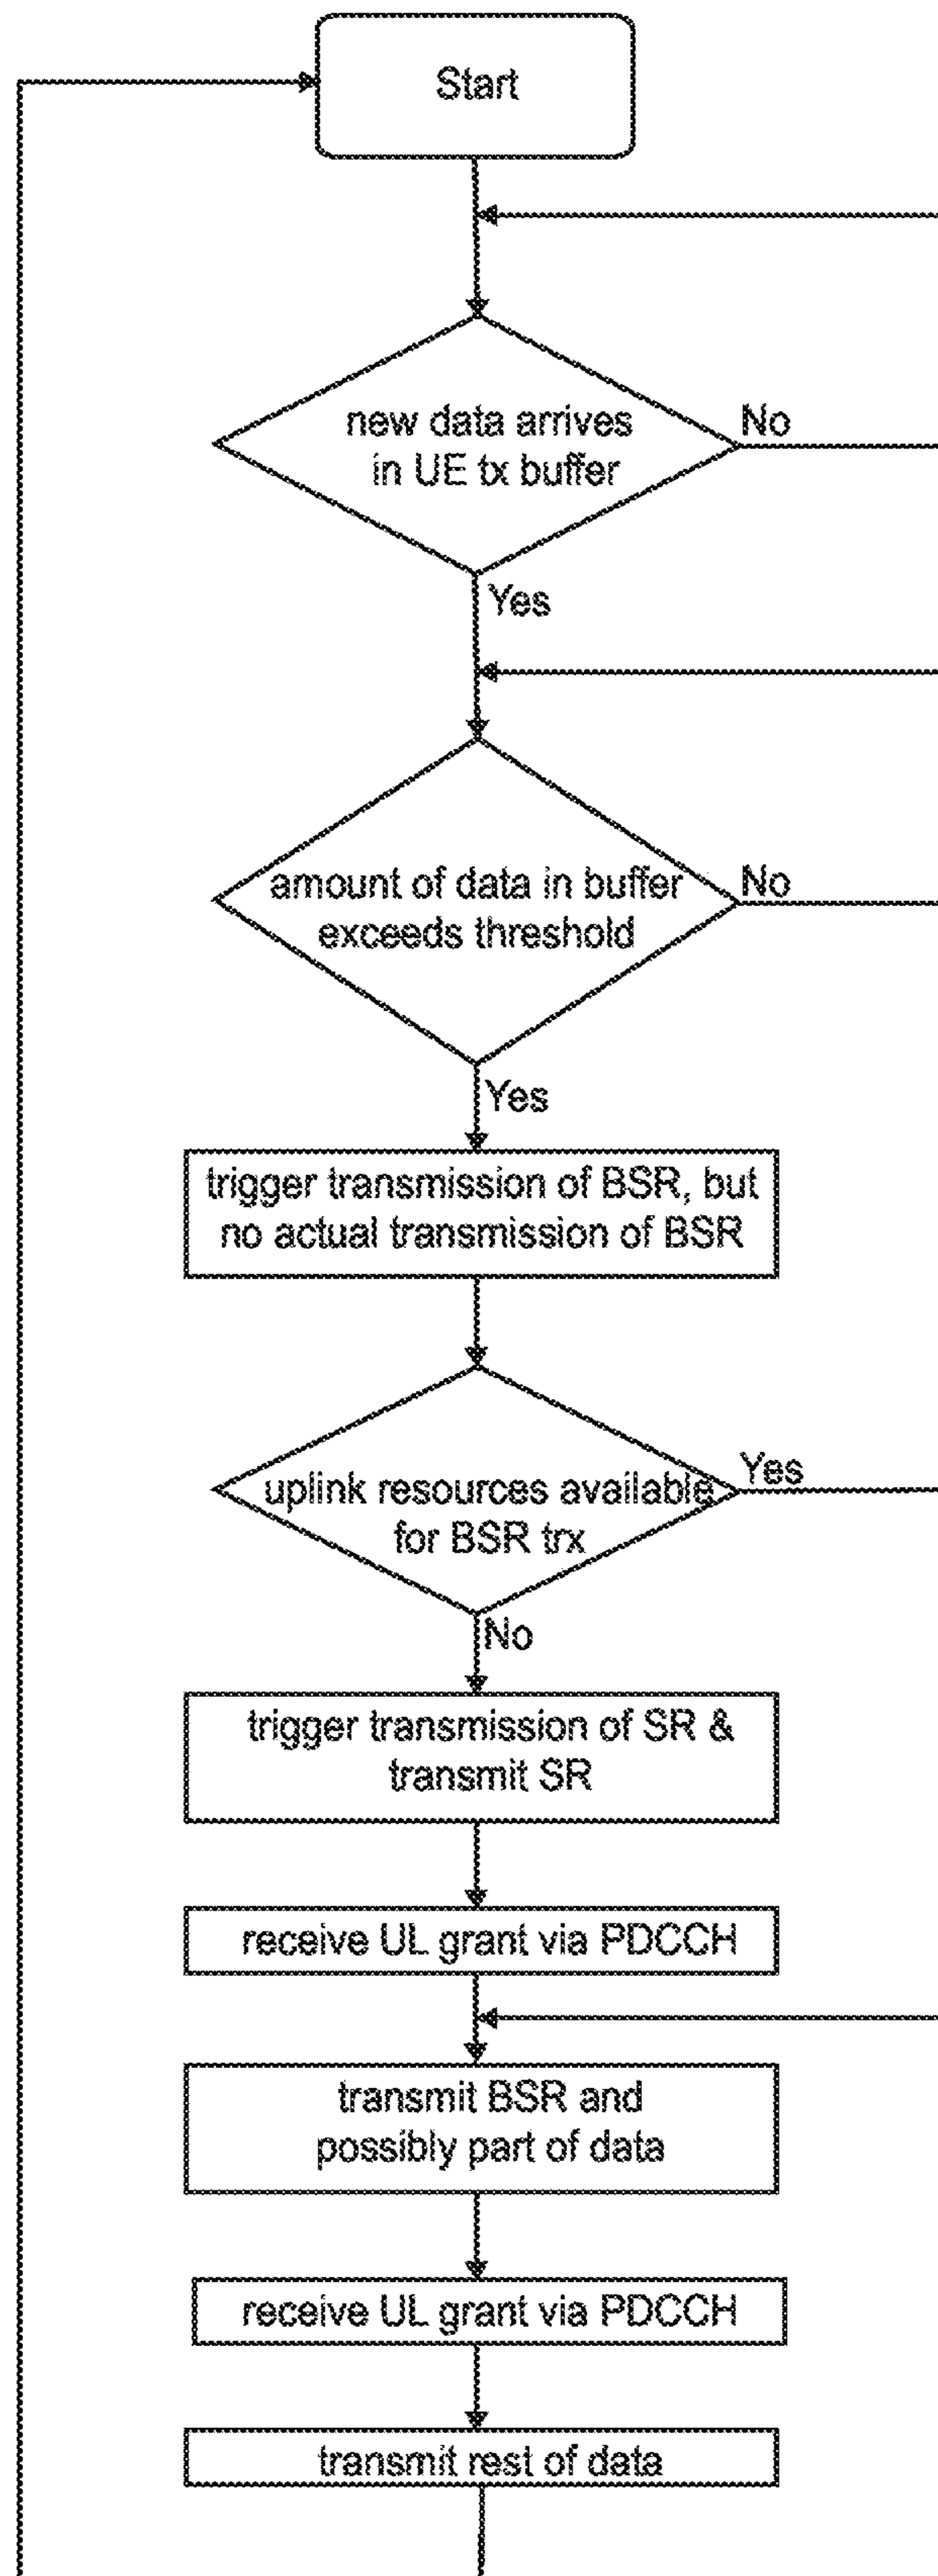 Start
new data arrives
in UE tx buffer
No
Yes
amount of data in buffer
exceeds threshold
No
Yes
trigger transmission of BSR, but
no actual transmission of BSR
uplink resources available
for BSR trx
Yes
No
trigger transmission of SR &
transmit SR
receive UL grant via PDCCH
transmit BSR and
possibly part of data
receive UL grant via PDCCH
transmit rest of data